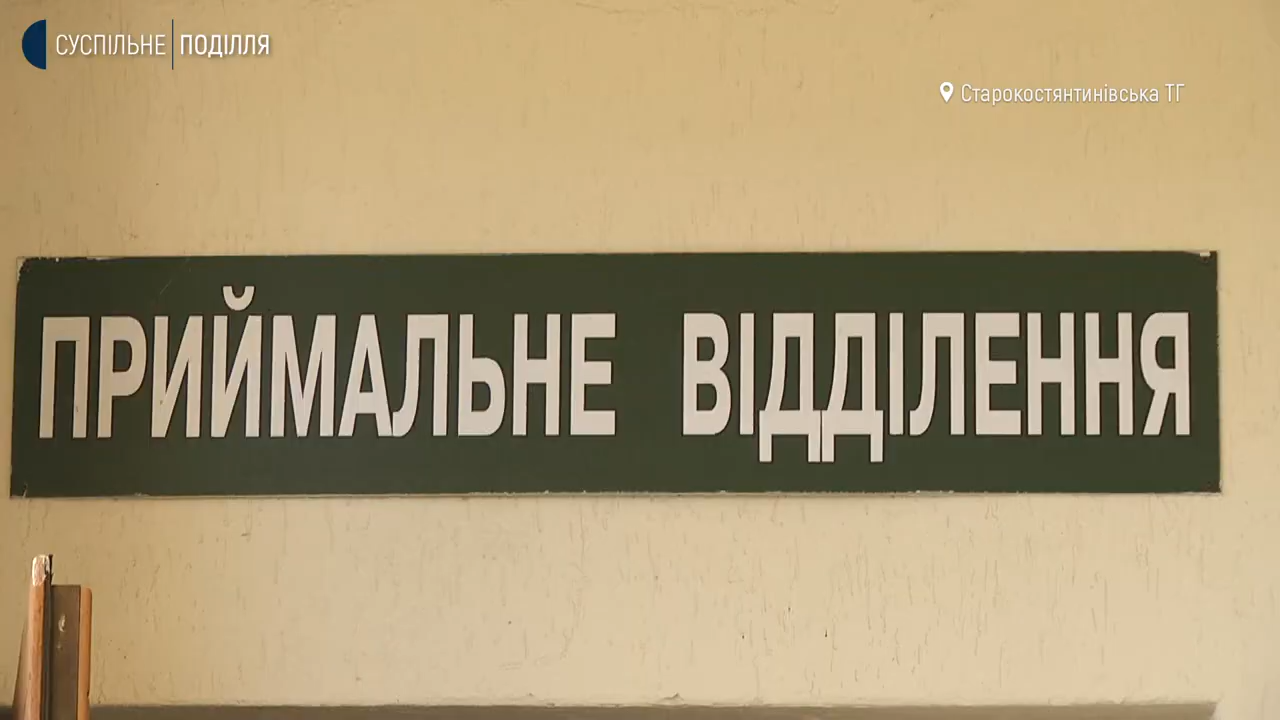 СУСПІЛЬНЕ ПОДІЛЛЯ
Старокостянтинівська ТГ
ПРИЙМАЛЬНЕ ВІДДІЛЕННЯ